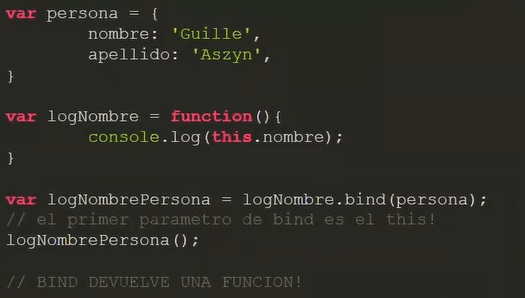 var persona = {
nombre: 'Guille',
apellido: 'Aszyn',
}
var logNombre = function(){
console.log(this.nombre);
}
var logNombrePersona = logNombre.bind(persona);
// el primer parametro de bind es el this!
logNombrePersona();
// BIND DEVUELVE UNA FUNCION!